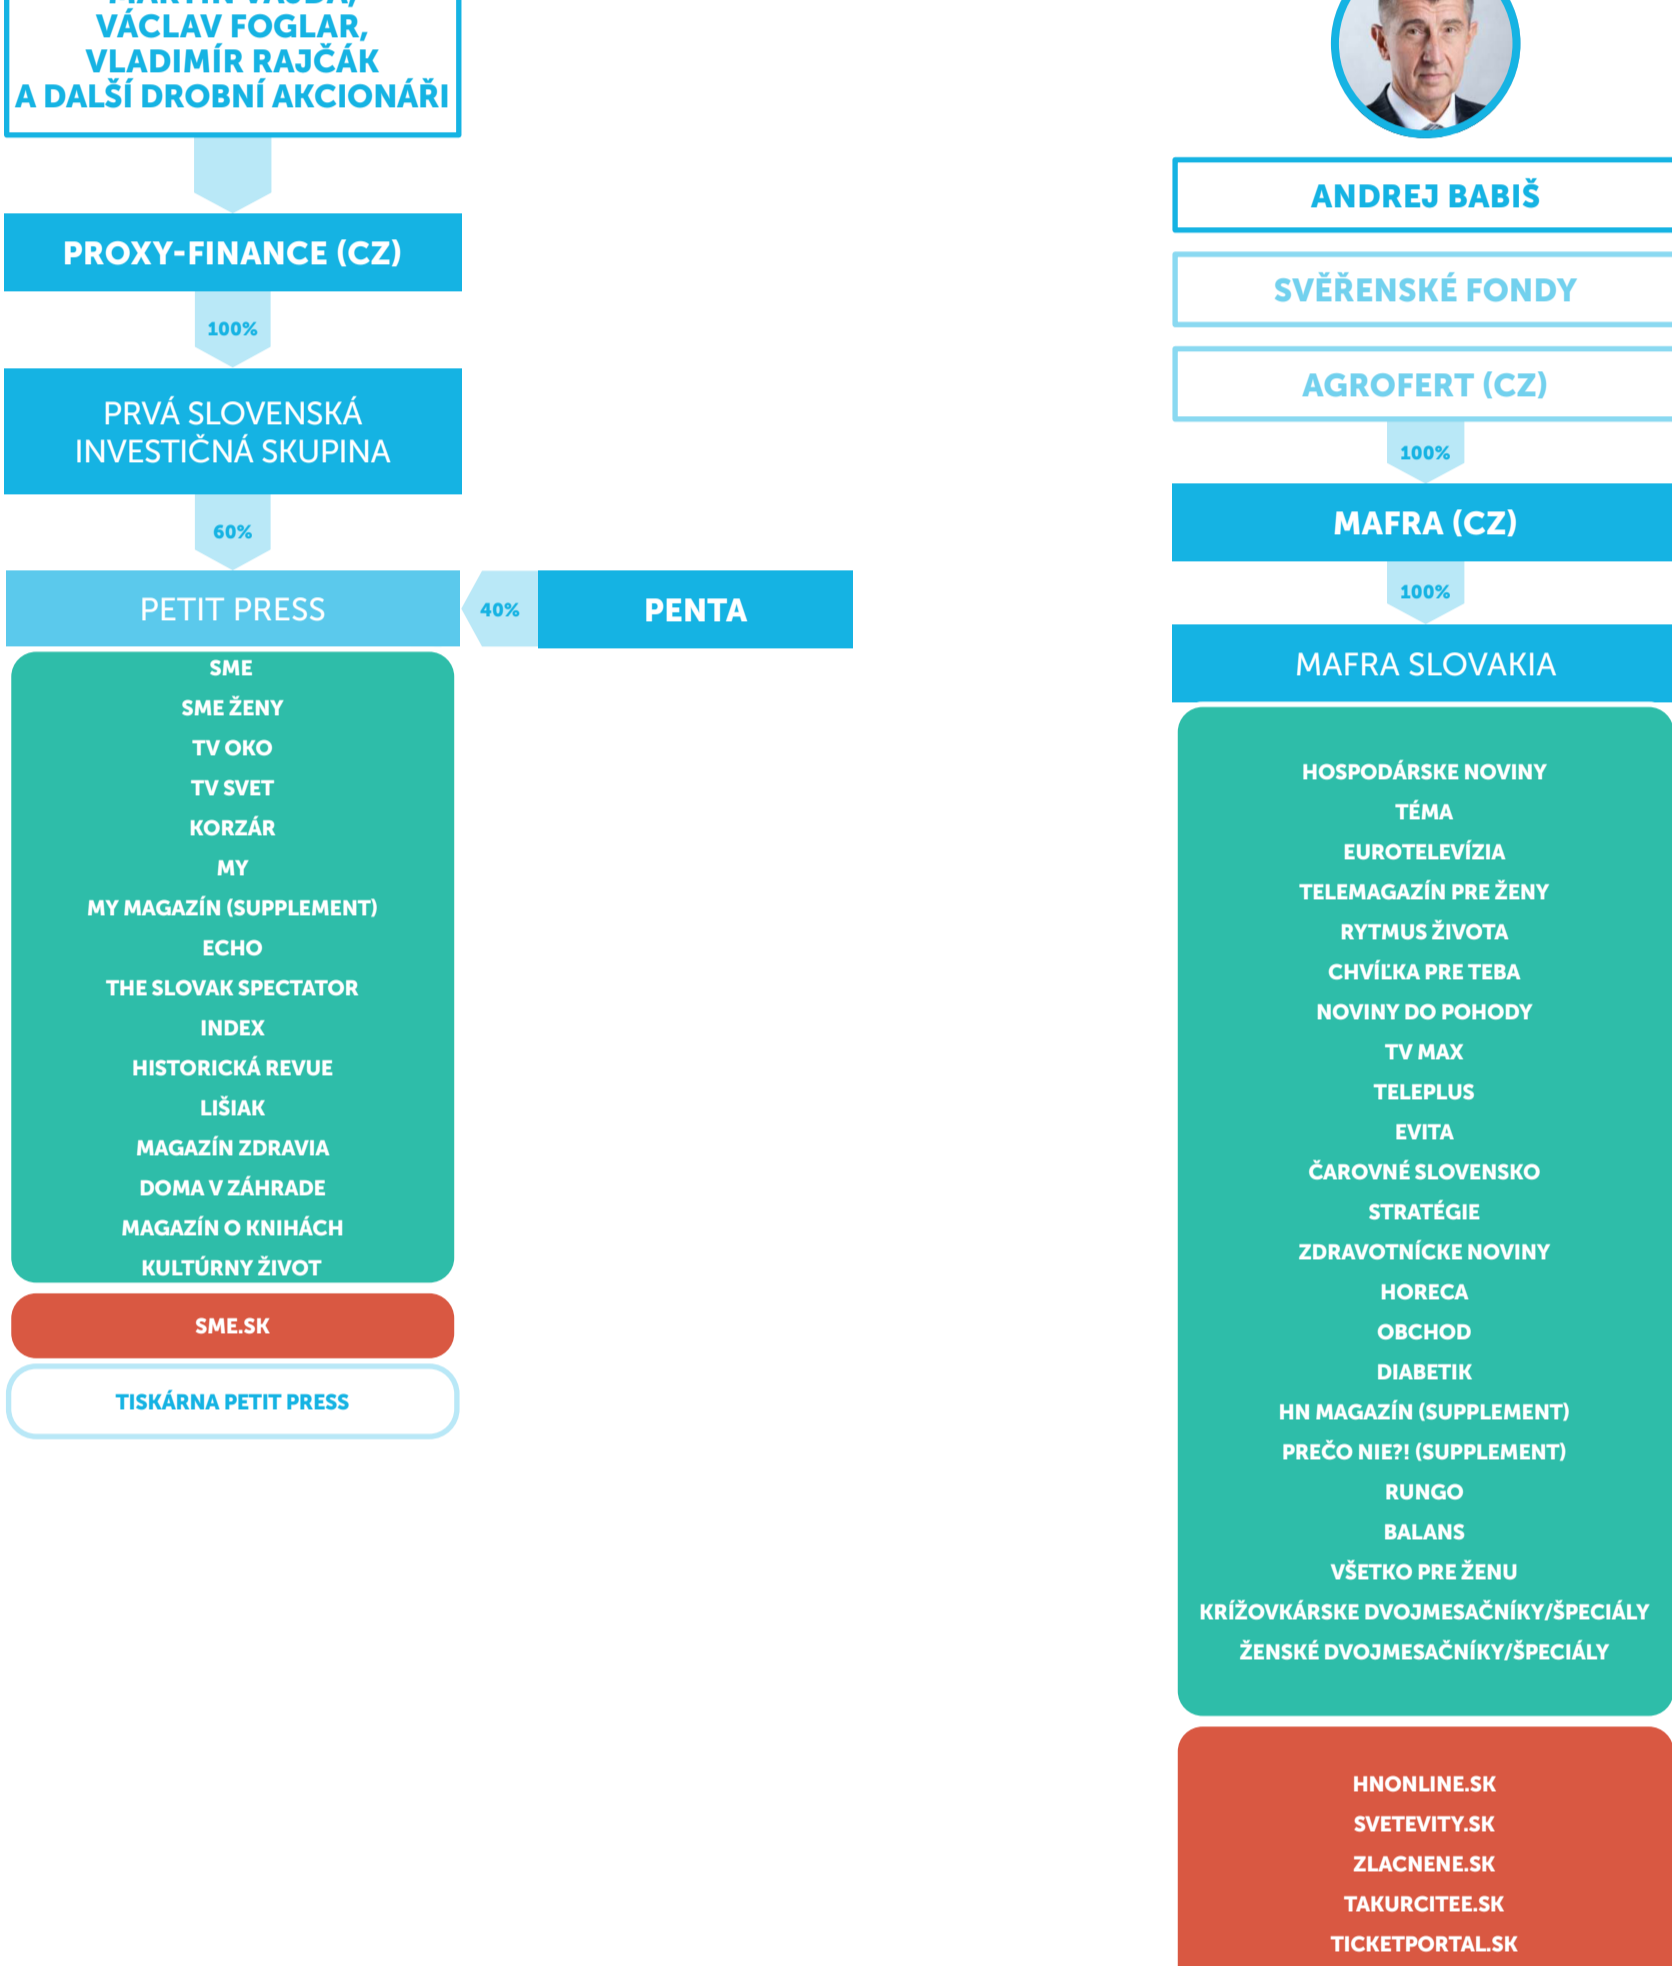 MARTIN VAJDA,
VÁCLAV FOGLAR,
VLADIMÍR RAJČÁK
A DALŠÍ DROBNÍ AKCIONÁŘI
PROXY-FINANCE (CZ)
100%
PRVÁ SLOVENSKÁ
INVESTIČNÁ SKUPINA
60%
PETIT PRESS
40%
PENTA
SME
SME ŽENY
TV OKO
TV SVET
KORZÁR
MY
MY MAGAZÍN (SUPPLEMENT)
ECHO
THE SLOVAK SPECTATOR
INDEX
HISTORICKÁ REVUE
LIŠIAK
MAGAZÍN ZDRAVIA
DOMA V ZÁHRADE
MAGAZÍN O KNIHÁCH
KULTÚRNY ŽIVOT
SME.SK
TISKÁRNA PETIT PRESS
ANDREJ BABIŠ
SVĚŘENSKÉ FONDY
AGROFERT (CZ)
100%
MAFRA (CZ)
100%
MAFRA SLOVAKIA
HOSPODÁRSKE NOVINY
TÉMA
EUROTELEVÍZIA
TELEMAGAZÍN PRE ŽENY
RYTMUS ŽIVOTA
CHVÍĽKA PRE TEBA
NOVINY DO POHODY
TV MAX
TELEPLUS
EVITA
ČAROVNÉ SLOVENSKO
STRATÉGIE
ZDRAVOTNÍCKE NOVINY
HORECA
OBCHOD
DIABETIK
HN MAGAZÍN (SUPPLEMENT)
PREČO NIE?! (SUPPLEMENT)
RUNGO
BALANS
VŠETKO PRE ŽENU
KRÍŽOVKÁRSKE DVOJMESAČNÍKY/ŠPECIÁLY
ŽENSKÉ DVOJMESAČNÍKY/ŠPECIÁLY
HNONLINE.SK
SVETEVITY.SK
ZLACNENE.SK
TAKURCITEE.SK
TICKETPORTAL.SK